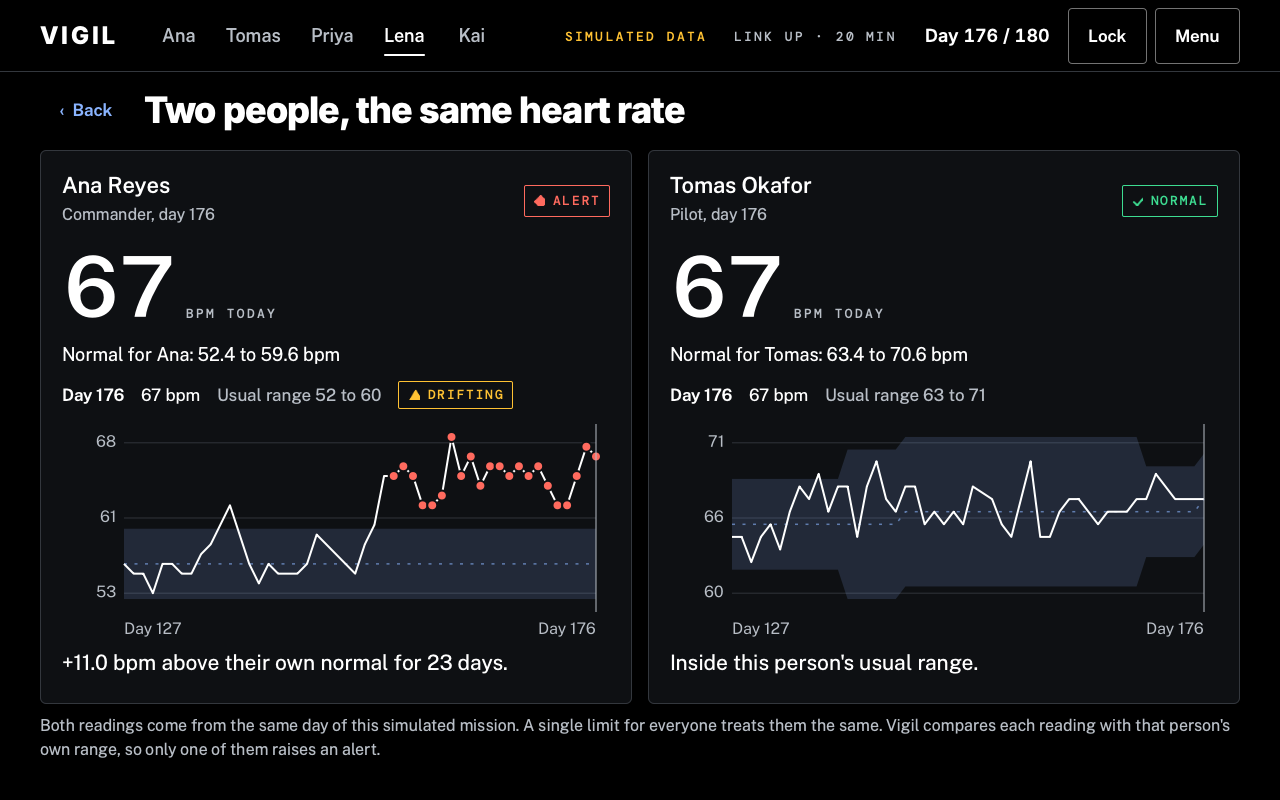 VIGIL Ana Tomas Priya Lena Kai SIMULATED DATA LINK UP · 20 MIN Day 176 / 180 Lock Menu
‹ Back Two people, the same heart rate
Ana Reyes
Commander, day 176
ALERT
67 BPM TODAY
Normal for Ana: 52.4 to 59.6 bpm
Day 176 67 bpm Usual range 52 to 60 DRIFTING
68
61
53
Day 127 Day 176
+11.0 bpm above their own normal for 23 days.
Tomas Okafor
Pilot, day 176
NORMAL
67 BPM TODAY
Normal for Tomas: 63.4 to 70.6 bpm
Day 176 67 bpm Usual range 63 to 71
71
66
60
Day 127 Day 176
Inside this person's usual range.
Both readings come from the same day of this simulated mission. A single limit for everyone treats them the same. Vigil compares each reading with that person's
own range, so only one of them raises an alert.